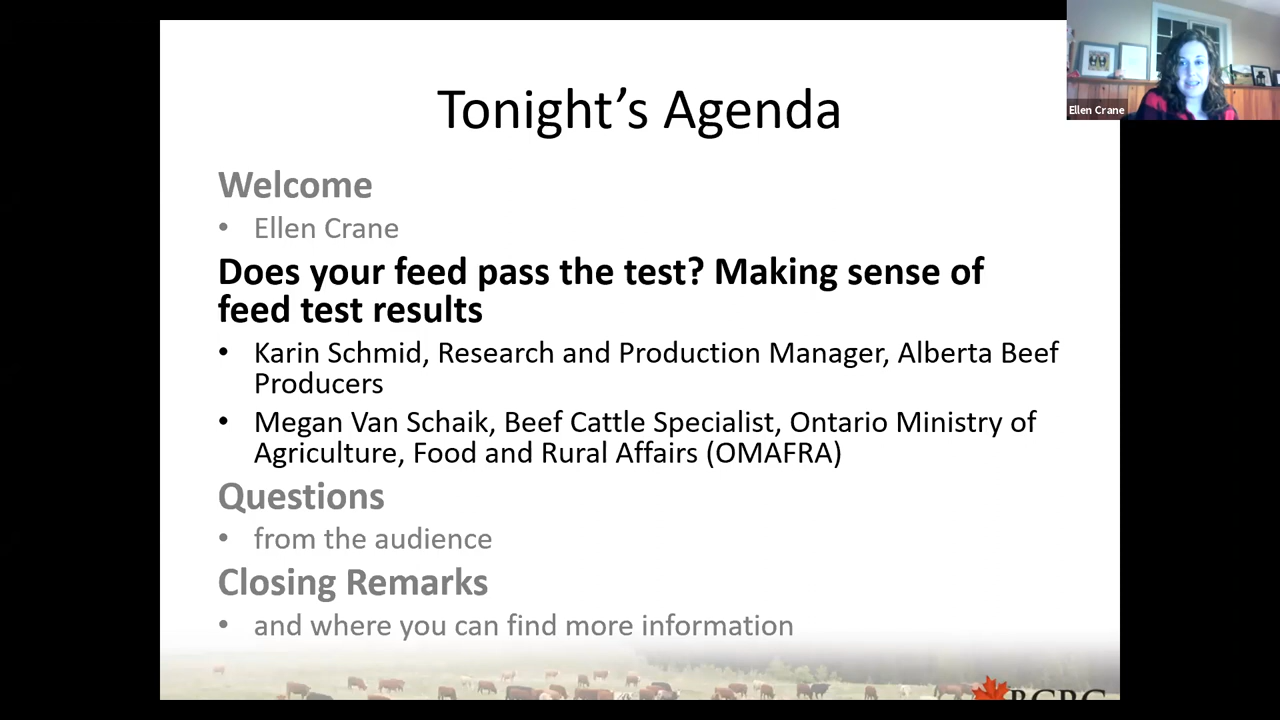 Tonight's Agenda
Ellen Crane
Welcome
• Ellen Crane
Does your feed pass the test? Making sense of
feed test results
• Karin Schmid, Research and Production Manager, Alberta Beef
Producers
• Megan Van Schaik, Beef Cattle Specialist, Ontario Ministry of
Agriculture, Food and Rural Affairs (OMAFRA)
Questions
• from the audience
Closing Remarks
• and where you can find more information